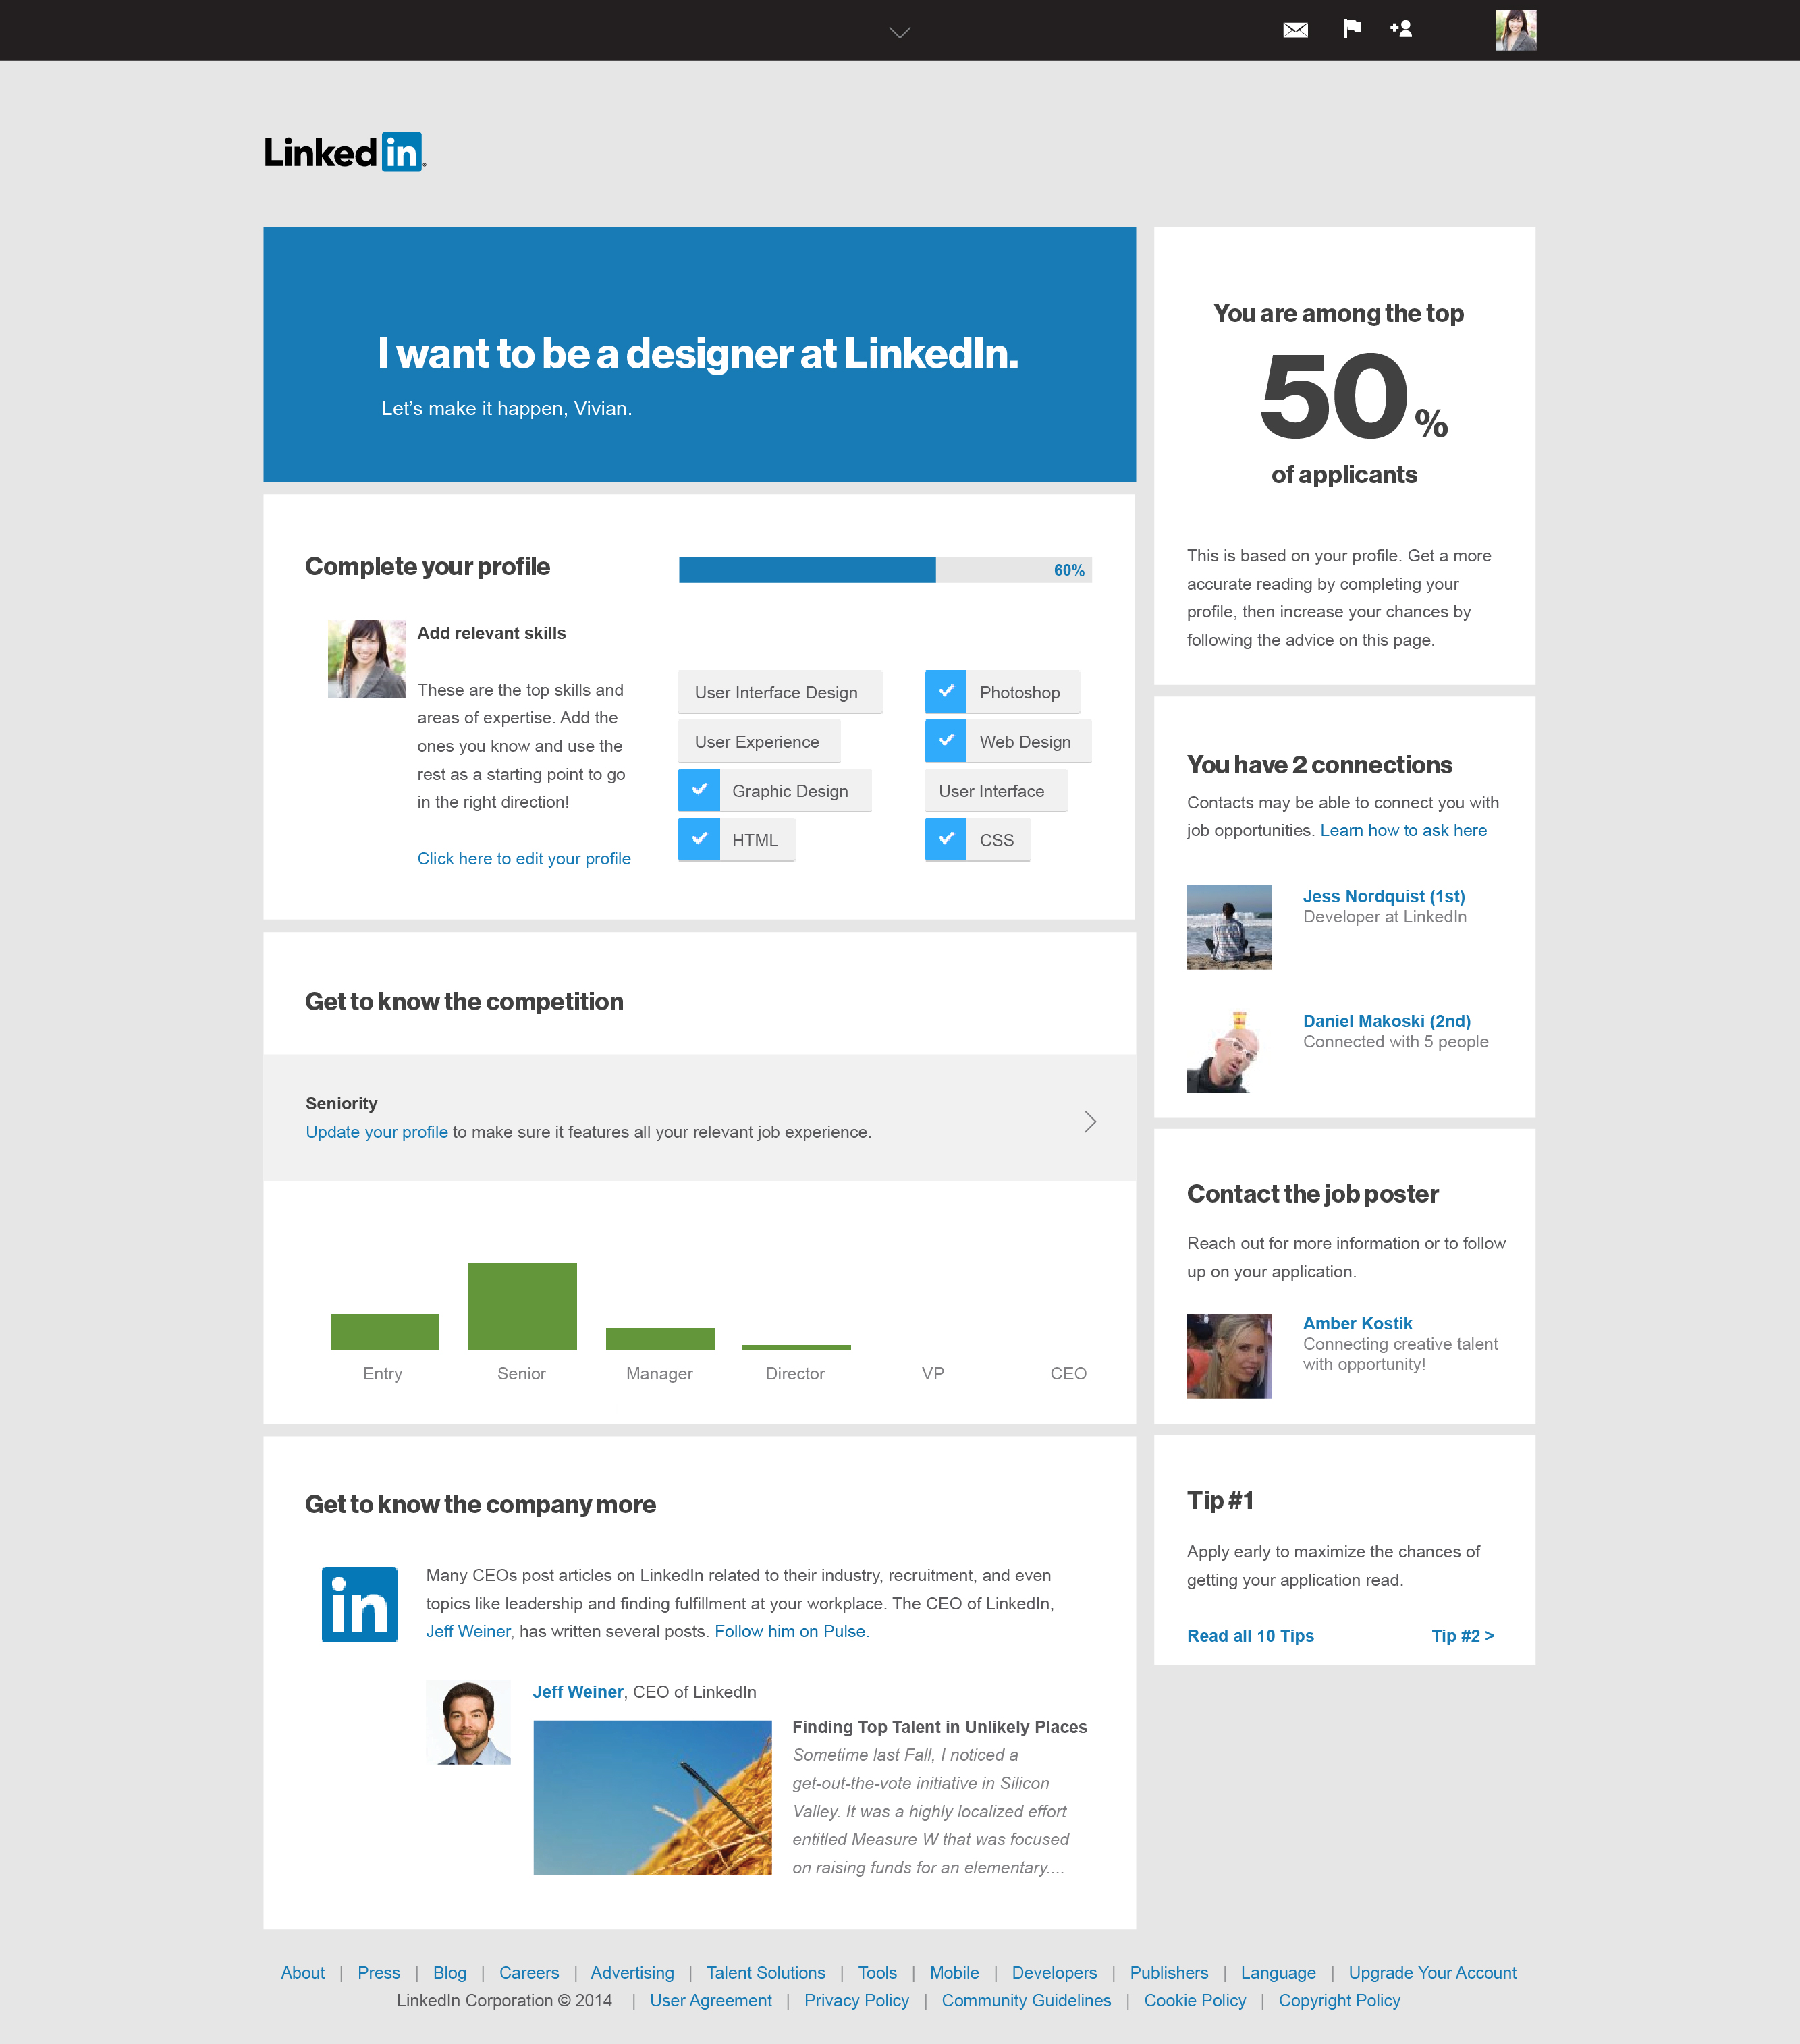 Linkedin
I want to be a designer at LinkedIn.
Let's make it happen, Vivian.
Complete your profile
60%
Add relevant skills
These are the top skills and
areas of expertise. Add the
ones you know and use the
rest as a starting point to go
in the right direction!
Click here to edit your profile
User Interface Design
User Experience
Graphic Design
HTML
Photoshop
Web Design
User Interface
CSS
Get to know the competition
Seniority
Update your profile to make sure it features all your relevant job experience.
Entry
Senior
Manager
Director
VP
CEO
Get to know the company more
in
Many CEOs post articles on LinkedIn related to their industry, recruitment, and even
topics like leadership and finding fulfillment at your workplace. The CEO of LinkedIn,
Jeff Weiner, has written several posts. Follow him on Pulse.
Jeff Weiner, CEO of LinkedIn
Finding Top Talent in Unlikely Places
Sometime last Fall, I noticed a
get-out-the-vote initiative in Silicon
Valley. It was a highly localized effort
entitled Measure W that was focused
on raising funds for an elementary....
You are among the top
50%
of applicants
This is based on your profile. Get a more
accurate reading by completing your
profile, then increase your chances by
following the advice on this page.
You have 2 connections
Contacts may be able to connect you with
job opportunities. Learn how to ask here
Jess Nordquist (1st)
Developer at LinkedIn
Daniel Makoski (2nd)
Connected with 5 people
Contact the job poster
Reach out for more information or to follow
up on your application.
Amber Kostik
Connecting creative talent
with opportunity!
Tip #1
Apply early to maximize the chances of
getting your application read.
Read all 10 Tips
Tip #2 >
About | Press | Blog | Careers | Advertising | Talent Solutions | Tools | Mobile | Developers | Publishers | Language | Upgrade Your Account
LinkedIn Corporation © 2014 | User Agreement | Privacy Policy | Community Guidelines | Cookie Policy | Copyright Policy